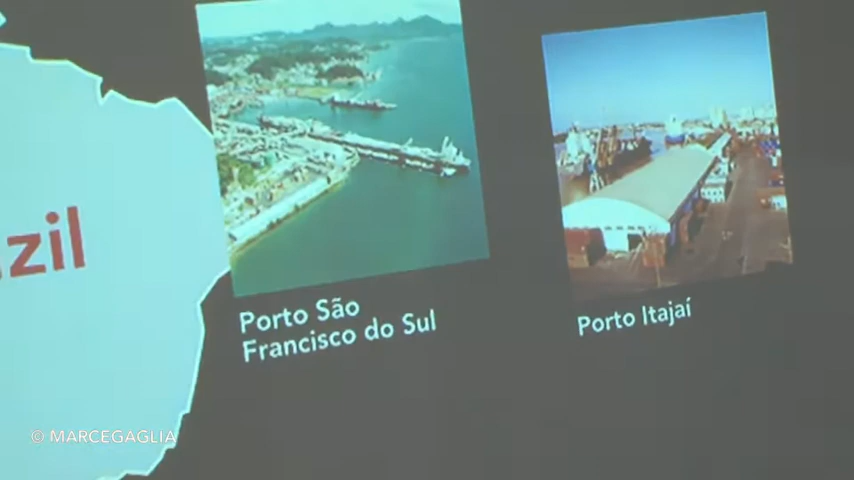 zil
Porto São
Francisco do Sul
Porto Itajaí
© MARCEGAGLIA